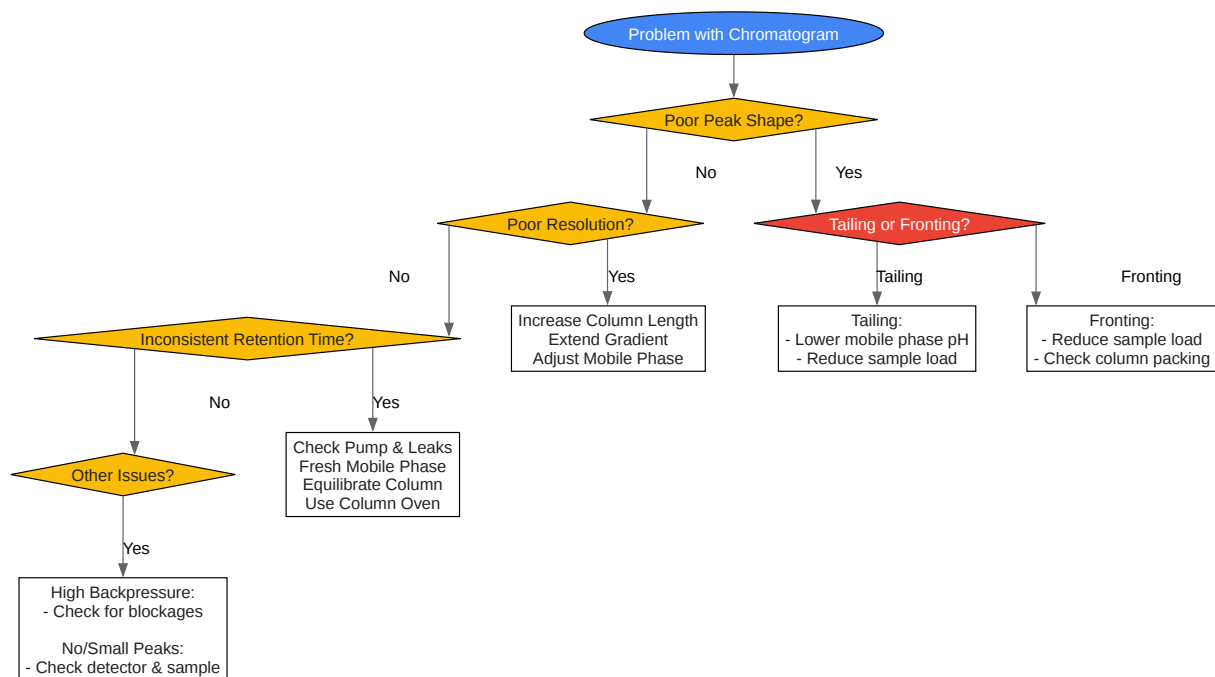 Problem with Chromatogram
Poor Peak Shape?
No
Yes
Poor Resolution?
Tailing or Fronting?
No
Yes
Tailing
Fronting
Increase Column Length
Extend Gradient
Adjust Mobile Phase
Tailing:
- Lower mobile phase pH
- Reduce sample load
Fronting:
- Reduce sample load
- Check column packing
Inconsistent Retention Time?
No
Yes
Check Pump & Leaks
Fresh Mobile Phase
Equilibrate Column
Use Column Oven
Other Issues?
Yes
High Backpressure:
- Check for blockages
No/Small Peaks:
- Check detector & sample